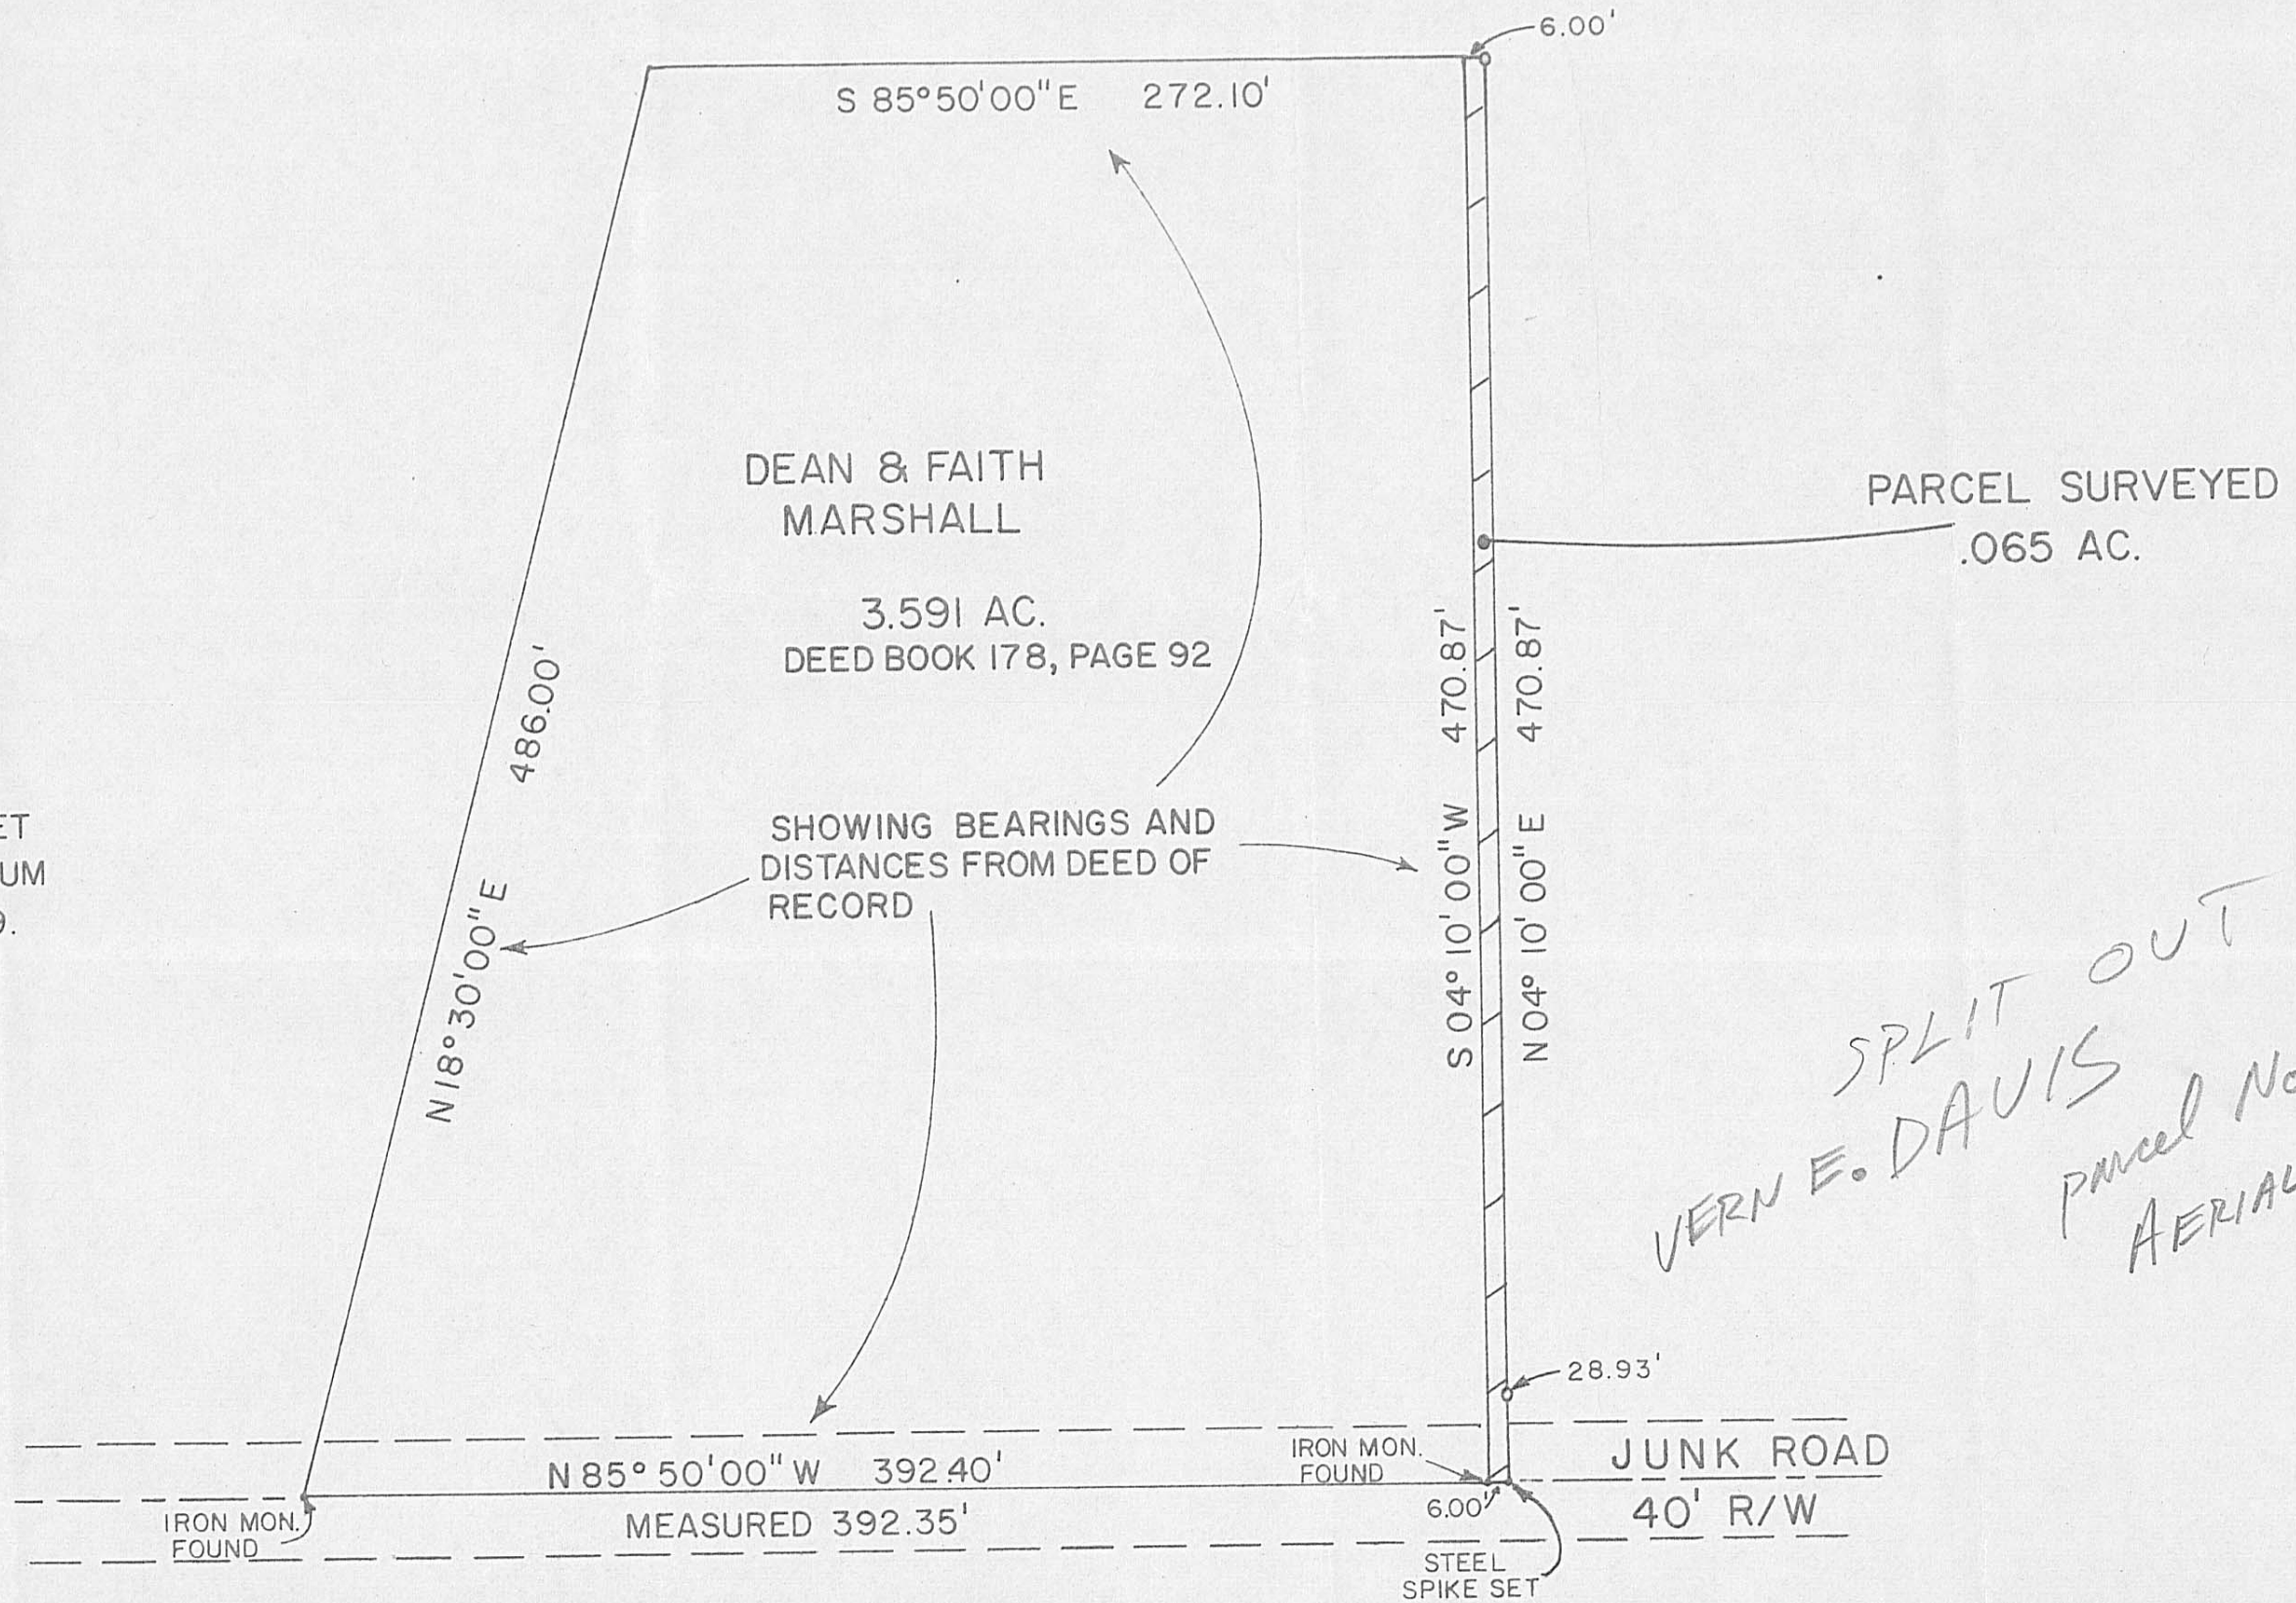 6.00'
S 85°50'00"E 272.10'
DEAN & FAITH
MARSHALL
3.591 AC.
DEED BOOK 178, PAGE 92
PARCEL SURVEYED
.065 AC.
N 18°30'00"E 486.00'
S 04° 10' 00"W 470.87'
N 04° 10' 00"E 470.87'
SHOWING BEARINGS AND
DISTANCES FROM DEED OF
RECORD
SPLIT OUT
VERN E. DAVIS
parcel No
AERIAL
28.93'
N 85° 50'00" W 392.40'
MEASURED 392.35'
IRON MON.
FOUND
IRON MON.
FOUND
6.00'
JUNK ROAD
40' R/W
STEEL
SPIKE SET